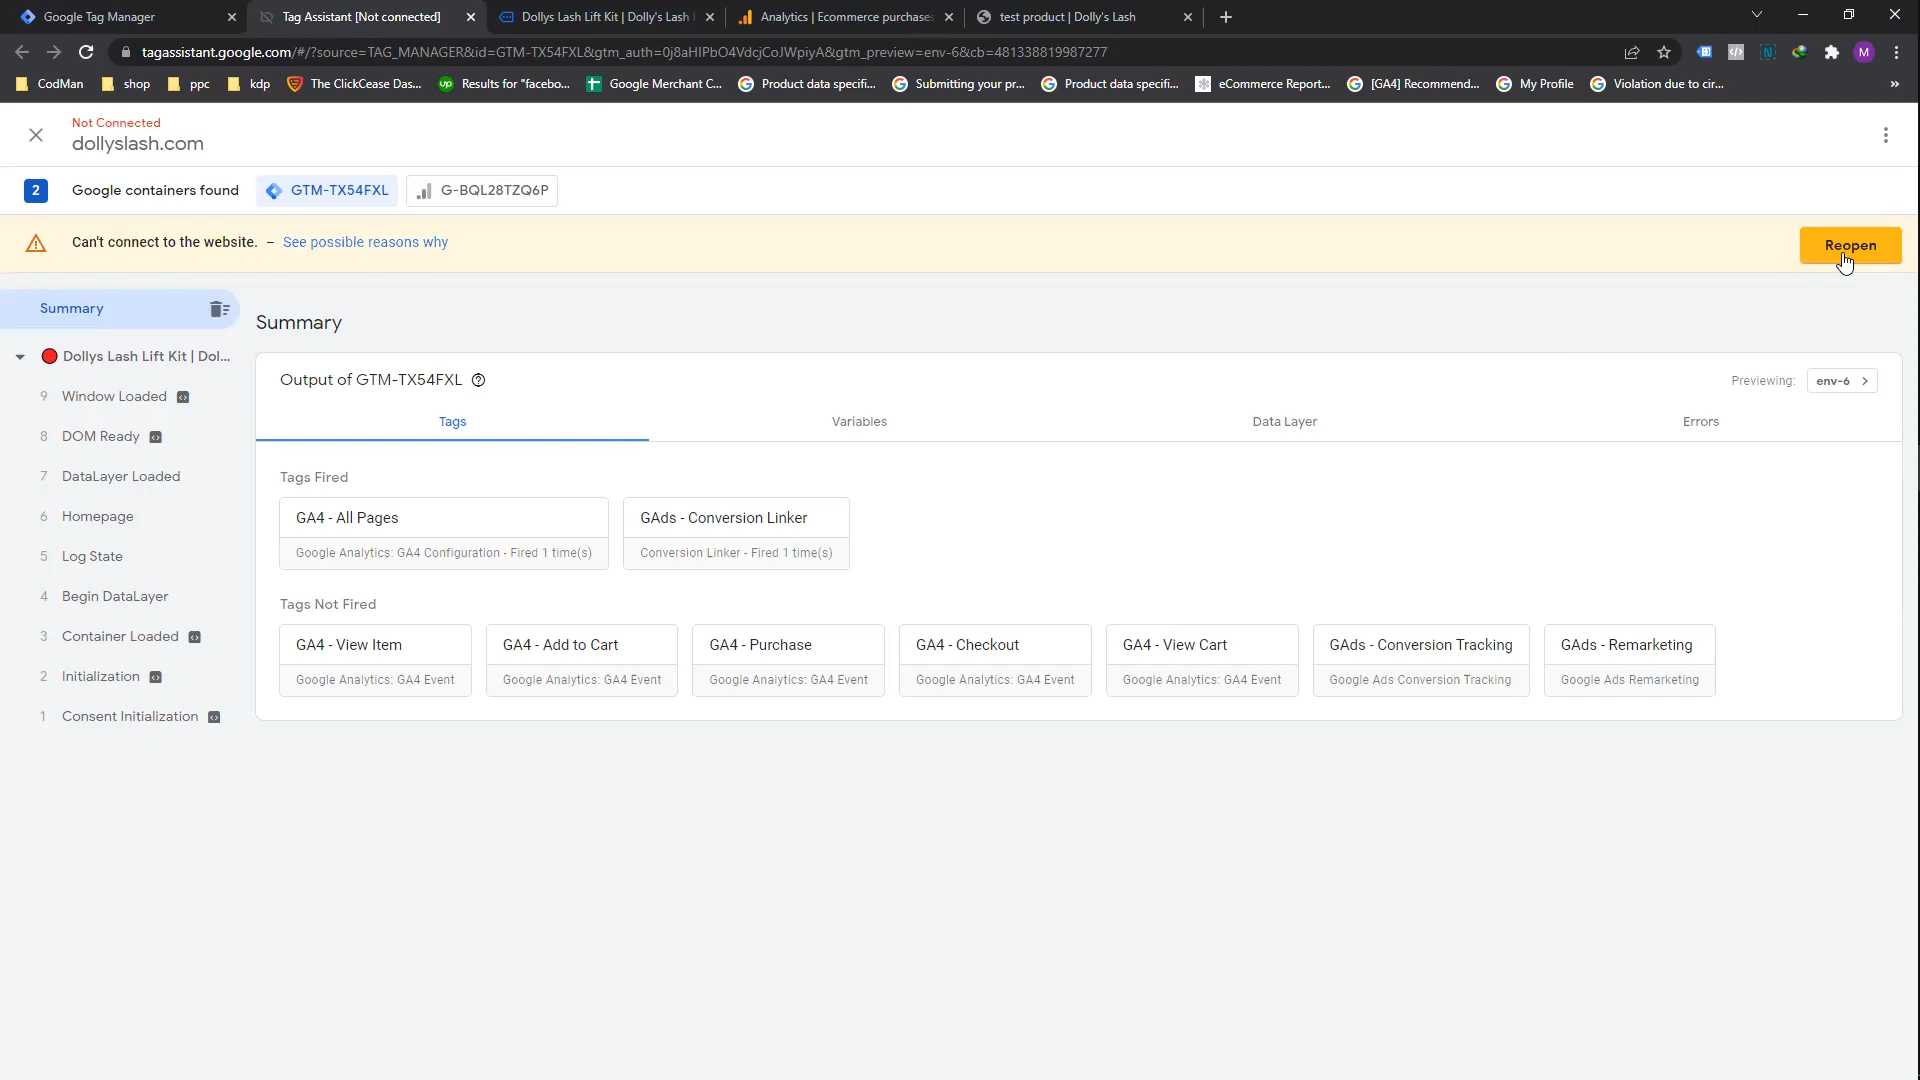 Google Tag Manager
Tag Assistant [Not connected]
Dollys Lash Lift Kit | Dolly's Lash
Analytics | Ecommerce purchases
test product | Dolly's Lash
tagassistant.google.com/#/?source=TAG_MANAGER&id=GTM-TX54FXL&gtm_auth=0j8aHIPbO4VdcjCoJWpiyA&gtm_preview=env-6&cb=481338819987277
M
CodMan
shop
ppc
kdp
The ClickCease Das...
Results for "facebo...
Google Merchant C...
Product data specifi...
Submitting your pr...
Product data specifi...
eCommerce Report...
[GA4] Recommend...
My Profile
Violation due to cir...
»
Not Connected
dollyslash.com
2 Google containers found GTM-TX54FXL G-BQL28TZQ6P
Can't connect to the website. – See possible reasons why
Reopen
Summary
Dollys Lash Lift Kit | Dol...
9 Window Loaded
8 DOM Ready
7 DataLayer Loaded
6 Homepage
5 Log State
4 Begin DataLayer
3 Container Loaded
2 Initialization
1 Consent Initialization
Summary
Output of GTM-TX54FXL
Previewing: env-6
Tags Variables Data Layer Errors
Tags Fired
GA4 - All Pages
Google Analytics: GA4 Configuration - Fired 1 time(s)
GAds - Conversion Linker
Conversion Linker - Fired 1 time(s)
Tags Not Fired
GA4 - View Item
Google Analytics: GA4 Event
GA4 - Add to Cart
Google Analytics: GA4 Event
GA4 - Purchase
Google Analytics: GA4 Event
GA4 - Checkout
Google Analytics: GA4 Event
GA4 - View Cart
Google Analytics: GA4 Event
GAds - Conversion Tracking
Google Ads Conversion Tracking
GAds - Remarketing
Google Ads Remarketing